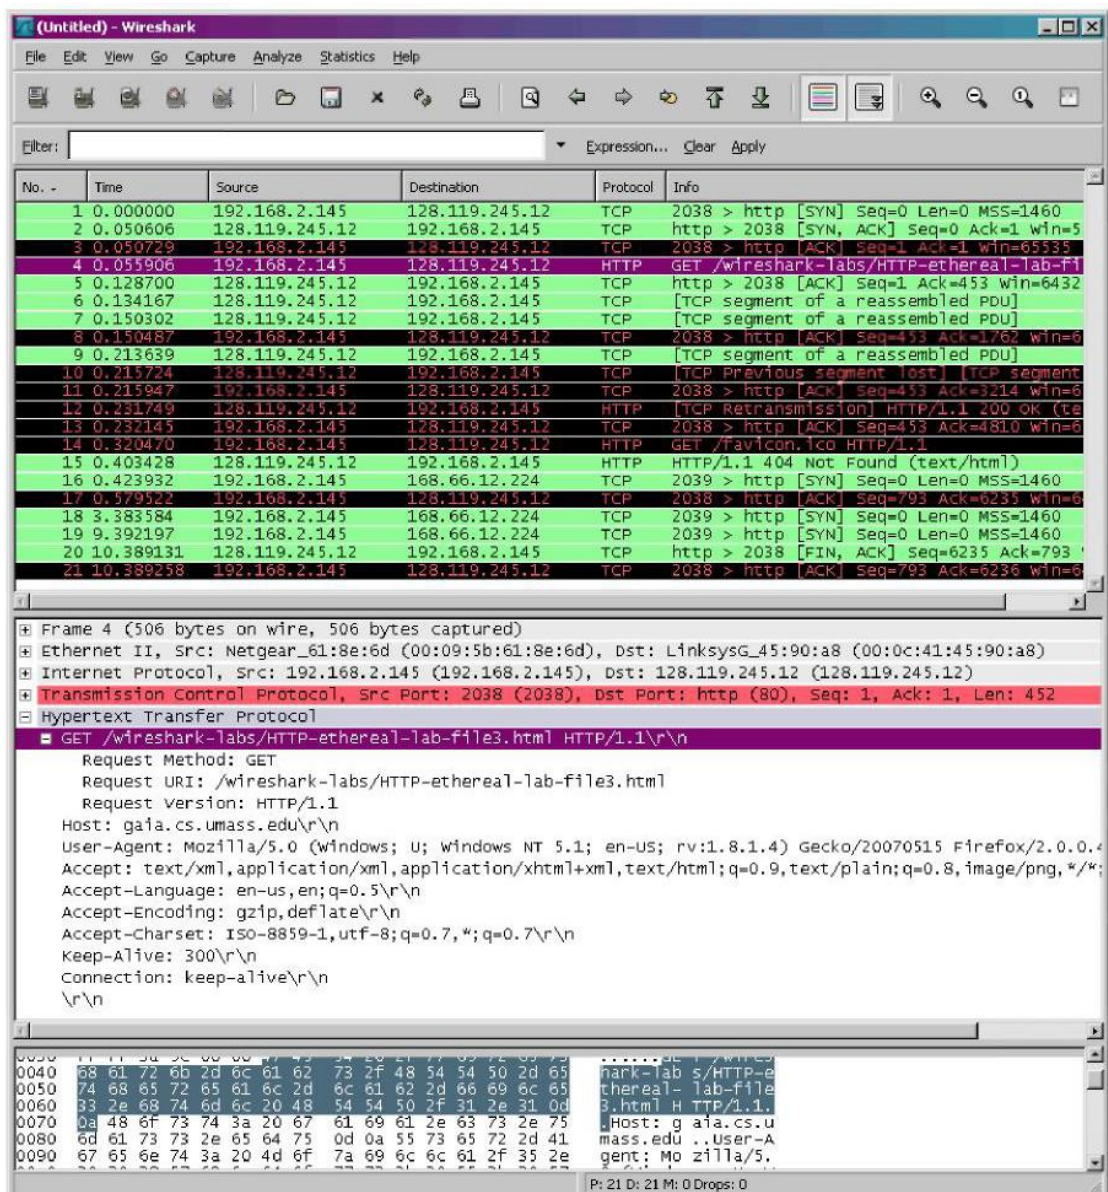 (Untitled) - Wireshark
File Edit View Go Capture Analyze Statistics Help
Filter: Expression... Clear Apply
No. - Time Source Destination Protocol Info
1 0.000000 192.168.2.145 128.119.245.12 TCP 2038 > http [SYN] Seq=0 Len=0 MSS=1460
2 0.050606 128.119.245.12 192.168.2.145 TCP http > 2038 [SYN, ACK] Seq=0 Ack=1 Win=5
3 0.050729 192.168.2.145 128.119.245.12 TCP 2038 > http [ACK] Seq=1 Ack=1 Win=65535
4 0.055906 192.168.2.145 128.119.245.12 HTTP GET /wireshark-labs/HTTP-ethereal-lab-fi
5 0.128700 128.119.245.12 192.168.2.145 TCP http > 2038 [ACK] Seq=1 Ack=453 Win=6432
6 0.134167 128.119.245.12 192.168.2.145 TCP [TCP segment of a reassembled PDU]
7 0.150302 128.119.245.12 192.168.2.145 TCP [TCP segment of a reassembled PDU]
8 0.150487 192.168.2.145 128.119.245.12 TCP 2038 > http [ACK] Seq=453 Ack=1762 Win=6
9 0.213639 128.119.245.12 192.168.2.145 TCP [TCP segment of a reassembled PDU]
10 0.215724 128.119.245.12 192.168.2.145 TCP [TCP Previous segment lost] [TCP segment
11 0.215947 192.168.2.145 128.119.245.12 TCP 2038 > http [ACK] Seq=453 Ack=3214 Win=6
12 0.231749 128.119.245.12 192.168.2.145 HTTP [TCP Retransmission] HTTP/1.1 200 OK (te
13 0.232145 192.168.2.145 128.119.245.12 TCP 2038 > http [ACK] Seq=453 Ack=4810 Win=6
14 0.320470 192.168.2.145 128.119.245.12 HTTP GET /favicon.ico HTTP/1.1
15 0.403428 128.119.245.12 192.168.2.145 HTTP HTTP/1.1 404 Not Found (text/html)
16 0.423932 192.168.2.145 168.66.12.224 TCP 2039 > http [SYN] Seq=0 Len=0 MSS=1460
17 0.579522 192.168.2.145 128.119.245.12 TCP 2038 > http [ACK] Seq=793 Ack=6235 Win=6
18 3.383584 192.168.2.145 168.66.12.224 TCP 2039 > http [SYN] Seq=0 Len=0 MSS=1460
19 9.392197 192.168.2.145 168.66.12.224 TCP 2039 > http [SYN] Seq=0 Len=0 MSS=1460
20 10.389131 128.119.245.12 192.168.2.145 TCP http > 2038 [FIN, ACK] Seq=6235 Ack=793
21 10.389258 192.168.2.145 128.119.245.12 TCP 2038 > http [ACK] Seq=793 Ack=6236 Win=6
Frame 4 (506 bytes on wire, 506 bytes captured)
Ethernet II, Src: Netgear_61:8e:6d (00:09:5b:61:8e:6d), Dst: LinksysG_45:90:a8 (00:0c:41:45:90:a8)
Internet Protocol, Src: 192.168.2.145 (192.168.2.145), Dst: 128.119.245.12 (128.119.245.12)
Transmission Control Protocol, Src Port: 2038 (2038), Dst Port: http (80), Seq: 1, Ack: 1, Len: 452
Hypertext Transfer Protocol
GET /wireshark-labs/HTTP-ethereal-lab-file3.html HTTP/1.1\r\n
Request Method: GET
Request URI: /wireshark-labs/HTTP-ethereal-lab-file3.html
Request Version: HTTP/1.1
Host: gaia.cs.umass.edu\r\n
User-Agent: Mozilla/5.0 (Windows; U; Windows NT 5.1; en-US; rv:1.8.1.4) Gecko/20070515 Firefox/2.0.0.4
Accept: text/xml,application/xml,application/xhtml+xml,text/html;q=0.9,text/plain;q=0.8,image/png,*/*;
Accept-Language: en-us,en;q=0.5\r\n
Accept-Encoding: gzip,deflate\r\n
Accept-Charset: ISO-8859-1,utf-8;q=0.7,*;q=0.7\r\n
Keep-Alive: 300\r\n
Connection: keep-alive\r\n
\r\n
0040 68 61 72 6b 2d 6c 61 62 73 2f 48 54 54 50 2d 65 hark-lab s/HTTP-e
0050 74 68 65 72 65 61 6c 2d 6c 61 62 2d 66 69 6c 65 thereal- lab-file
0060 33 2e 68 74 6d 6c 20 48 54 54 50 2f 31 2e 31 0d 3.html H TTP/1.1.
0070 0a 48 6f 73 74 3a 20 67 61 69 61 2e 63 73 2e 75 .Host: g aia.cs.u
0080 6d 61 73 73 2e 65 64 75 0d 0a 55 73 65 72 2d 41 mass.edu ..User-A
0090 67 65 6e 74 3a 20 4d 6f 7a 69 6c 6c 61 2f 35 2e gent: Mo zilla/5.
P: 21 D: 21 M: 0 Drops: 0